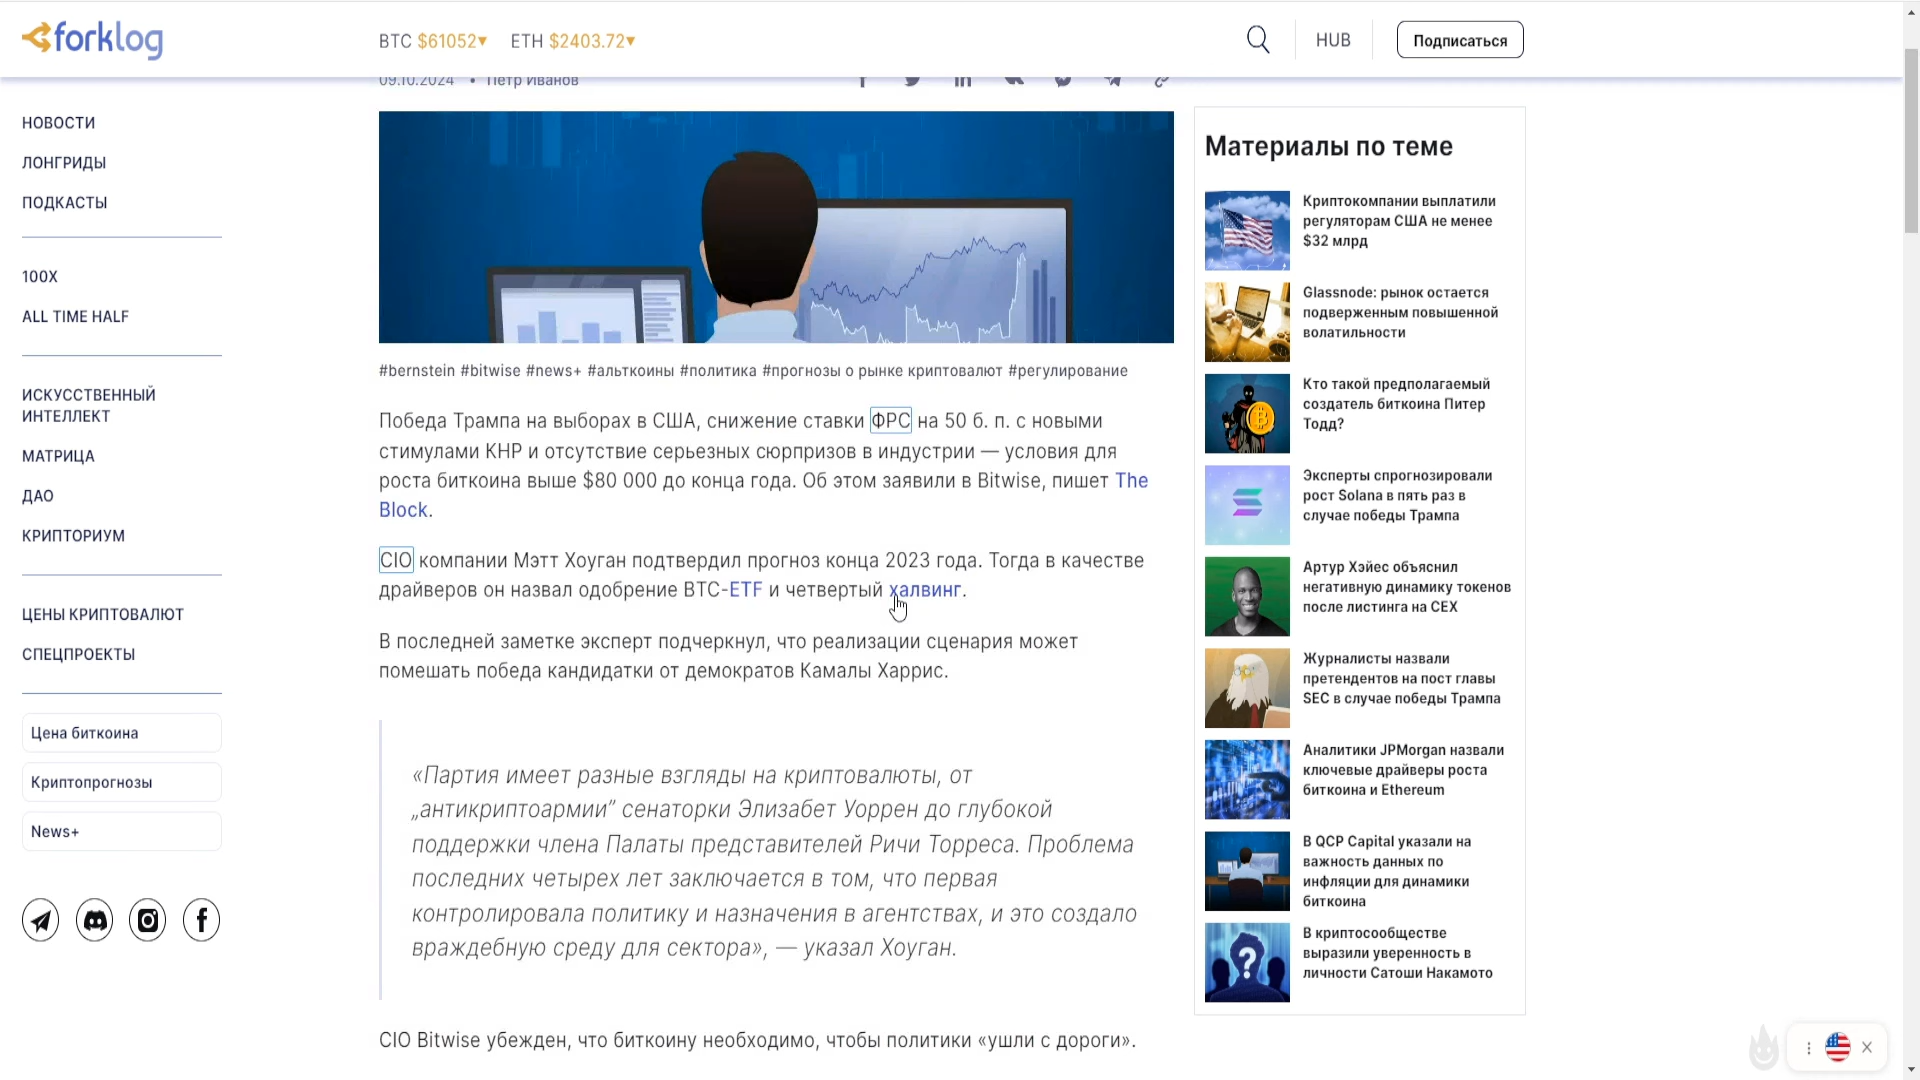 forklog
BTC $61052▾ ETH $2403.72▾
HUB
Подписаться
09.10.2024 • Петр Иванов
НОВОСТИ
ЛОНГРИДЫ
ПОДКАСТЫ
100X
ALL TIME HALF
ИСКУССТВЕННЫЙ
ИНТЕЛЛЕКТ
МАТРИЦА
ДАО
КРИПТОРИУМ
ЦЕНЫ КРИПТОВАЛЮТ
СПЕЦПРОЕКТЫ
Цена биткоина
Криптопрогнозы
News+
#bernstein #bitwise #news+ #альткоины #политика #прогнозы о рынке криптовалют #регулирование
Победа Трампа на выборах в США, снижение ставки ФРС на 50 б. п. с новыми
стимулами КНР и отсутствие серьезных сюрпризов в индустрии — условия для
роста биткоина выше $80 000 до конца года. Об этом заявили в Bitwise, пишет The
Block.
CIO компании Мэтт Хоуган подтвердил прогноз конца 2023 года. Тогда в качестве
драйверов он назвал одобрение BTC-ETF и четвертый халвинг.
В последней заметке эксперт подчеркнул, что реализации сценария может
помешать победа кандидатки от демократов Камалы Харрис.
«Партия имеет разные взгляды на криптовалюты, от
„антикриптоармии” сенаторки Элизабет Уоррен до глубокой
поддержки члена Палаты представителей Ричи Торреса. Проблема
последних четырех лет заключается в том, что первая
контролировала политику и назначения в агентствах, и это создало
враждебную среду для сектора», — указал Хоуган.
CIO Bitwise убежден, что биткоину необходимо, чтобы политики «ушли с дороги».
Материалы по теме
Криптокомпании выплатили
регуляторам США не менее
$32 млрд
Glassnode: рынок остается
подверженным повышенной
волатильности
Кто такой предполагаемый
создатель биткоина Питер
Тодд?
Эксперты спрогнозировали
рост Solana в пять раз в
случае победы Трампа
Артур Хэйес объяснил
негативную динамику токенов
после листинга на CEX
Журналисты назвали
претендентов на пост главы
SEC в случае победы Трампа
Аналитики JPMorgan назвали
ключевые драйверы роста
биткоина и Ethereum
В QCP Capital указали на
важность данных по
инфляции для динамики
биткоина
В криптосообществе
выразили уверенность в
личности Сатоши Накамото